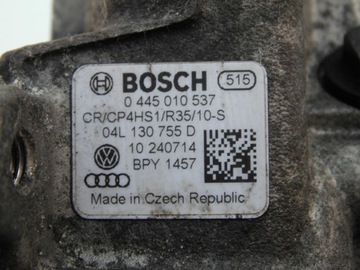 BOSCH 515
0 445 010 537
CR/CP4HS1/R35/10-S
04L 130 755 D
10 240714
BPY 1457
Made in Czech Republic